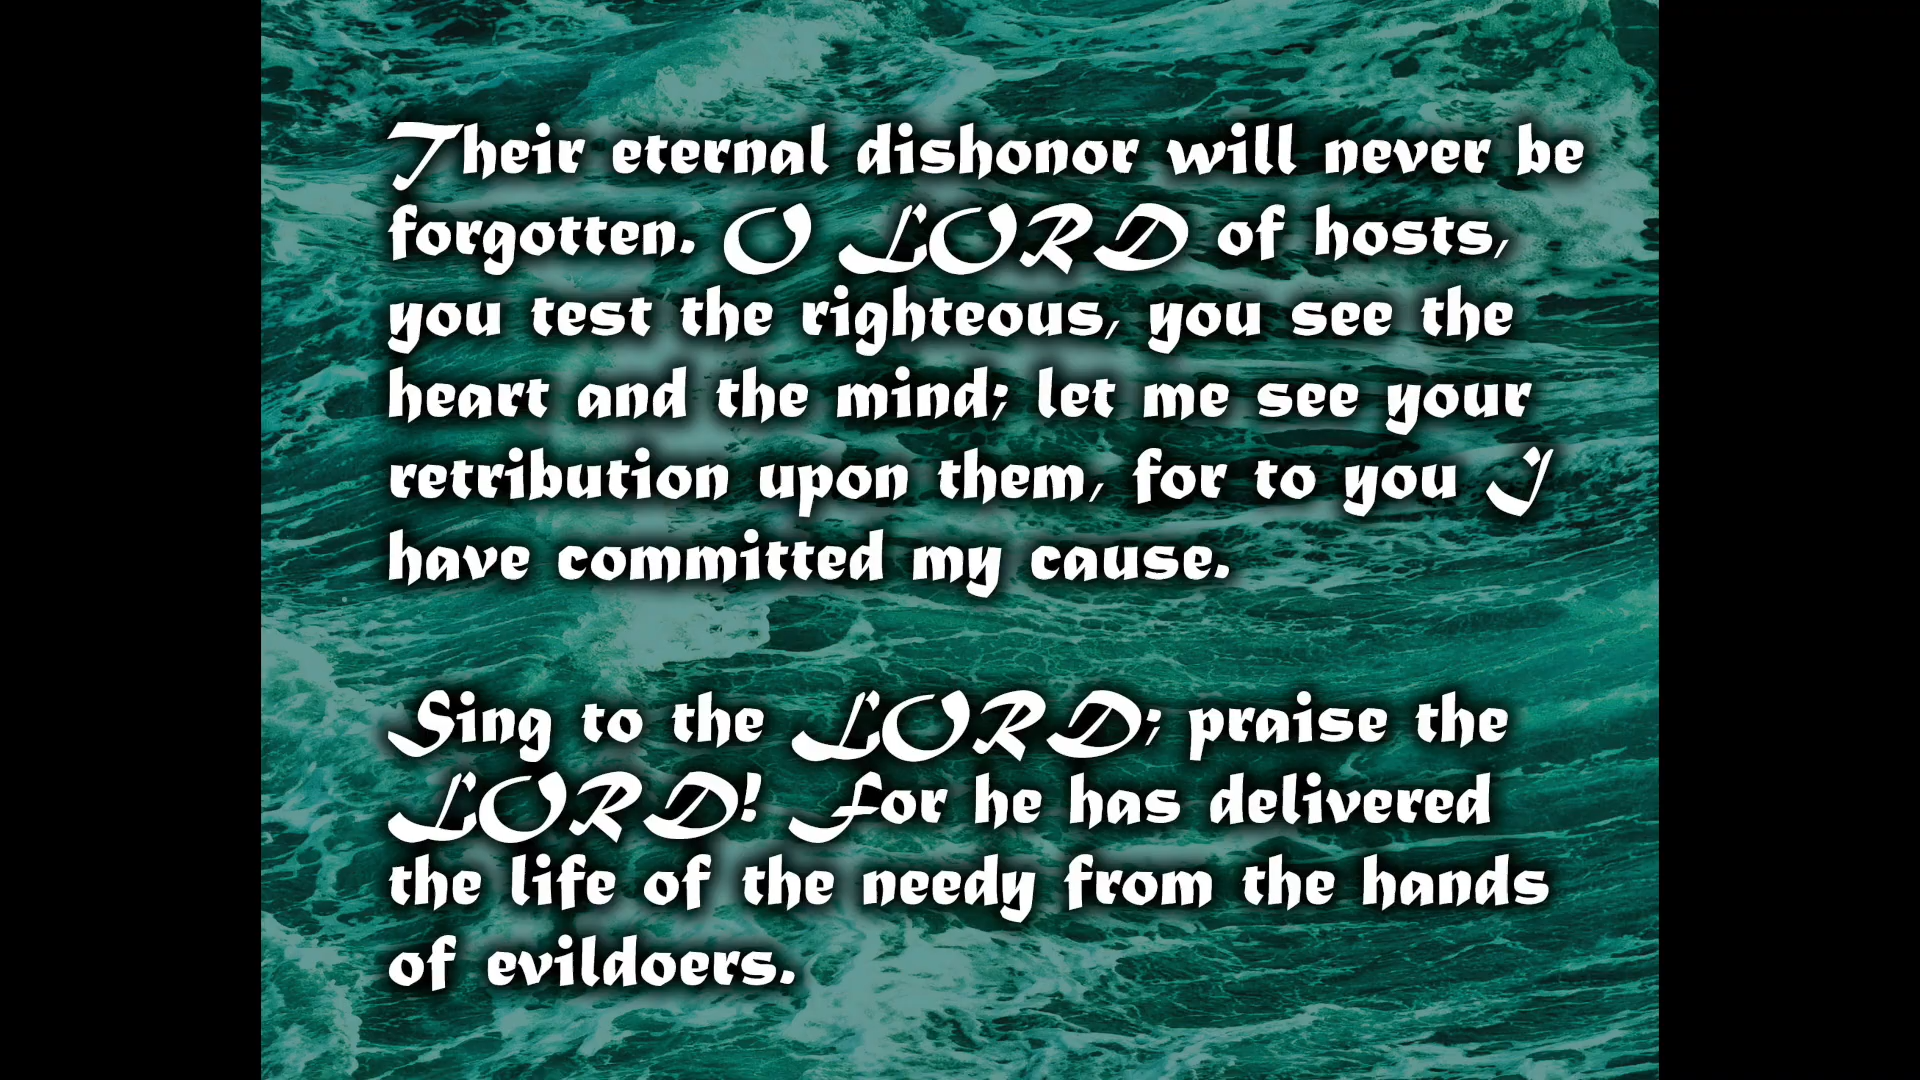 Their eternal dishonor will never be
forgotten. O LORD of hosts,
you test the righteous, you see the
heart and the mind; let me see your
retribution upon them, for to you I
have committed my cause.
Sing to the LORD; praise the
LORD! For he has delivered
the life of the needy from the hands
of evildoers.